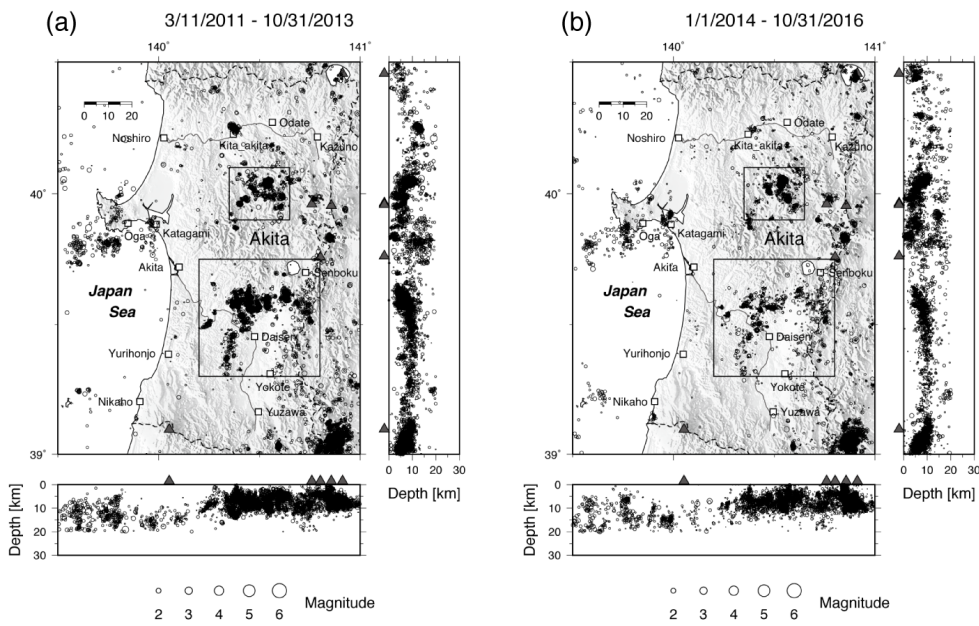 (a)
3/11/2011 - 10/31/2013
140°
141°
0 10 20
Noshiro
Odate
Kita_akita
Kazuno
40°
Oga
Katagami
Akita
Akita
Senboku
Japan
Sea
Daisen
Yurihonjo
Yokote
Nikaho
Yuzawa
39°
0 10 20 30
Depth [km]
Depth [km]
0
10
20
30
2 3 4 5 6
Magnitude
(b)
1/1/2014 - 10/31/2016
140°
141°
0 10 20
Noshiro
Odate
Kita_akita
Kazuno
40°
Oga
Katagami
Akita
Akita
Senboku
Japan
Sea
Daisen
Yurihonjo
Yokote
Nikaho
Yuzawa
39°
0 10 20 30
Depth [km]
Depth [km]
0
10
20
30
2 3 4 5 6
Magnitude